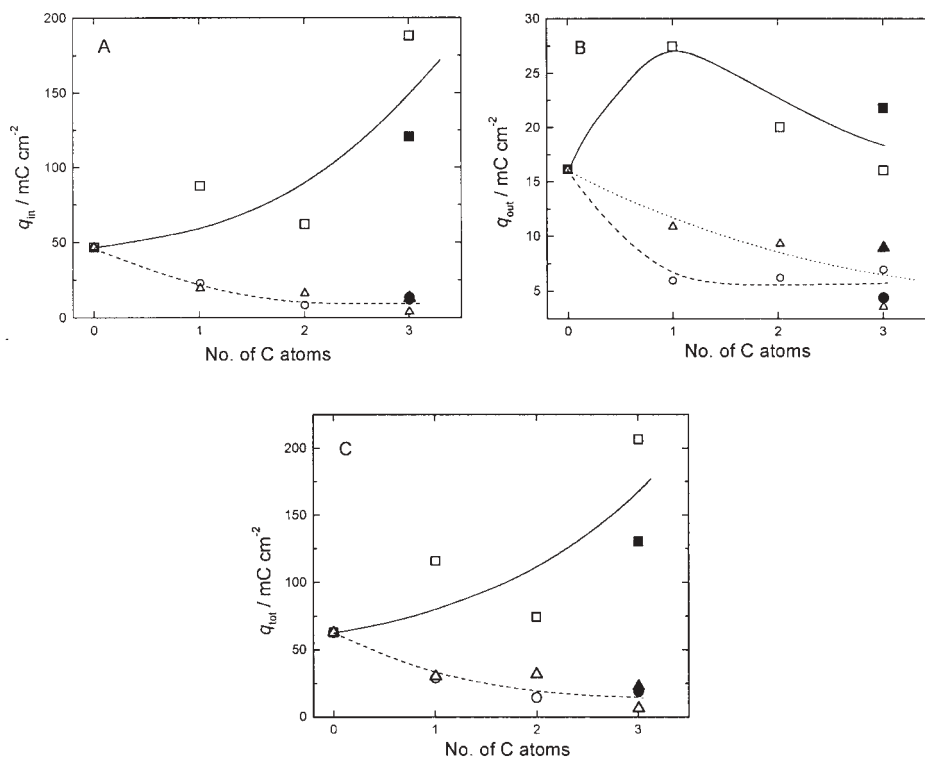 A
q_in / mC cm⁻²
200
150
100
50
0
0 1 2 3
No. of C atoms
B
q_out / mC cm⁻²
30
25
20
15
10
5
0 1 2 3
No. of C atoms
C
q_tot / mC cm⁻²
200
150
100
50
0
0 1 2 3
No. of C atoms